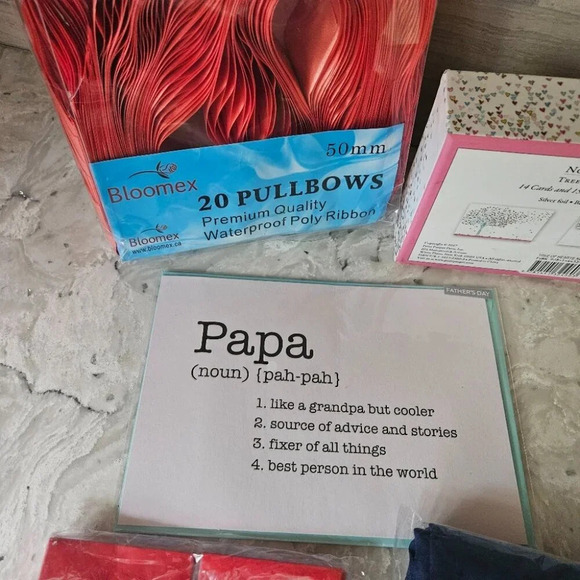 50mm
Bloomex
20 PULLBOWS
Premium Quality
Waterproof Poly Ribbon
Bloomex
www.bloomex.ca
14 Cards and
Silver Foil •
FATHER'S DAY
Papa
(noun) {pah-pah}
1. like a grandpa but cooler
2. source of advice and stories
3. fixer of all things
4. best person in the world